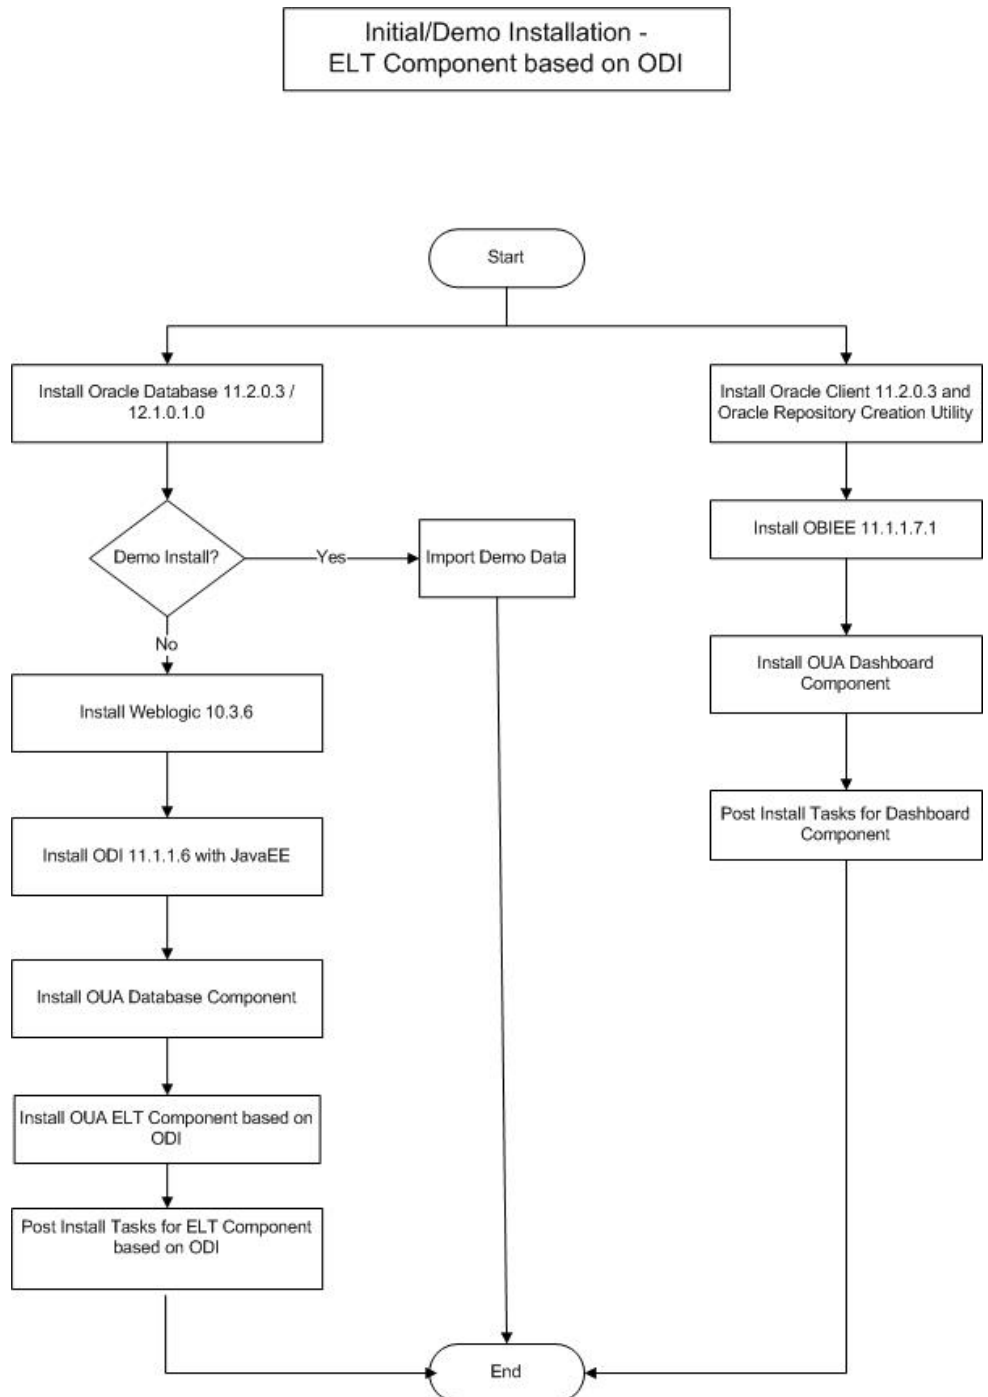 Initial/Demo Installation -
ELT Component based on ODI
Start
Install Oracle Database 11.2.0.3 /
12.1.0.1.0
Install Oracle Client 11.2.0.3 and
Oracle Repository Creation Utility
Demo Install?
Yes
Import Demo Data
Install OBIEE 11.1.1.7.1
No
Install Weblogic 10.3.6
Install OUA Dashboard
Component
Install ODI 11.1.1.6 with JavaEE
Post Install Tasks for Dashboard
Component
Install OUA Database Component
Install OUA ELT Component based on
ODI
Post Install Tasks for ELT Component
based on ODI
End